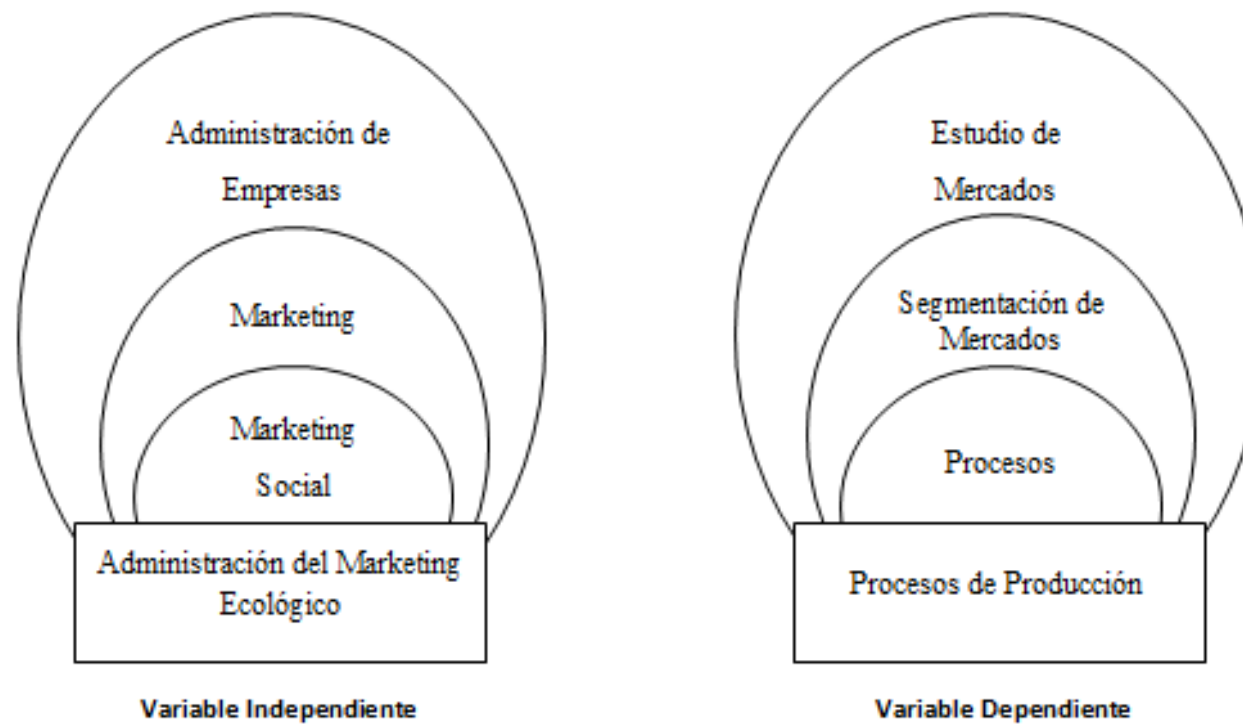 Administración de
Empresas
Marketing
Marketing
Social
Administración del Marketing
Ecológico
Variable Independiente
Estudio de
Mercados
Segmentación de
Mercados
Procesos
Procesos de Producción
Variable Dependiente